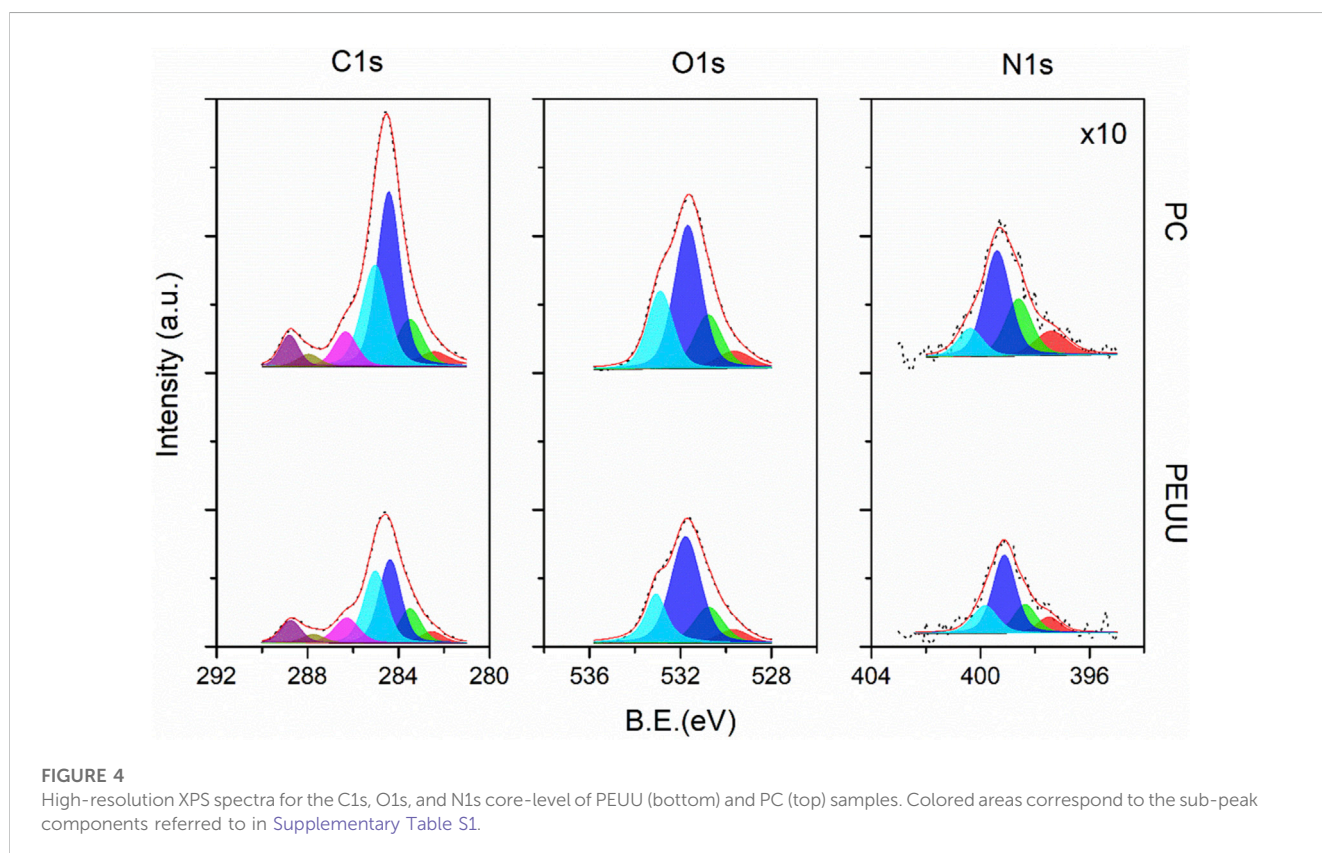 C1s
O1s
N1s
x10
PC
PEUU
Intensity (a.u.)
292 288 284 280
536 532 528
404 400 396
B.E.(eV)
FIGURE 4
High-resolution XPS spectra for the C1s, O1s, and N1s core-level of PEUU (bottom) and PC (top) samples. Colored areas correspond to the sub-peak
components referred to in Supplementary Table S1.